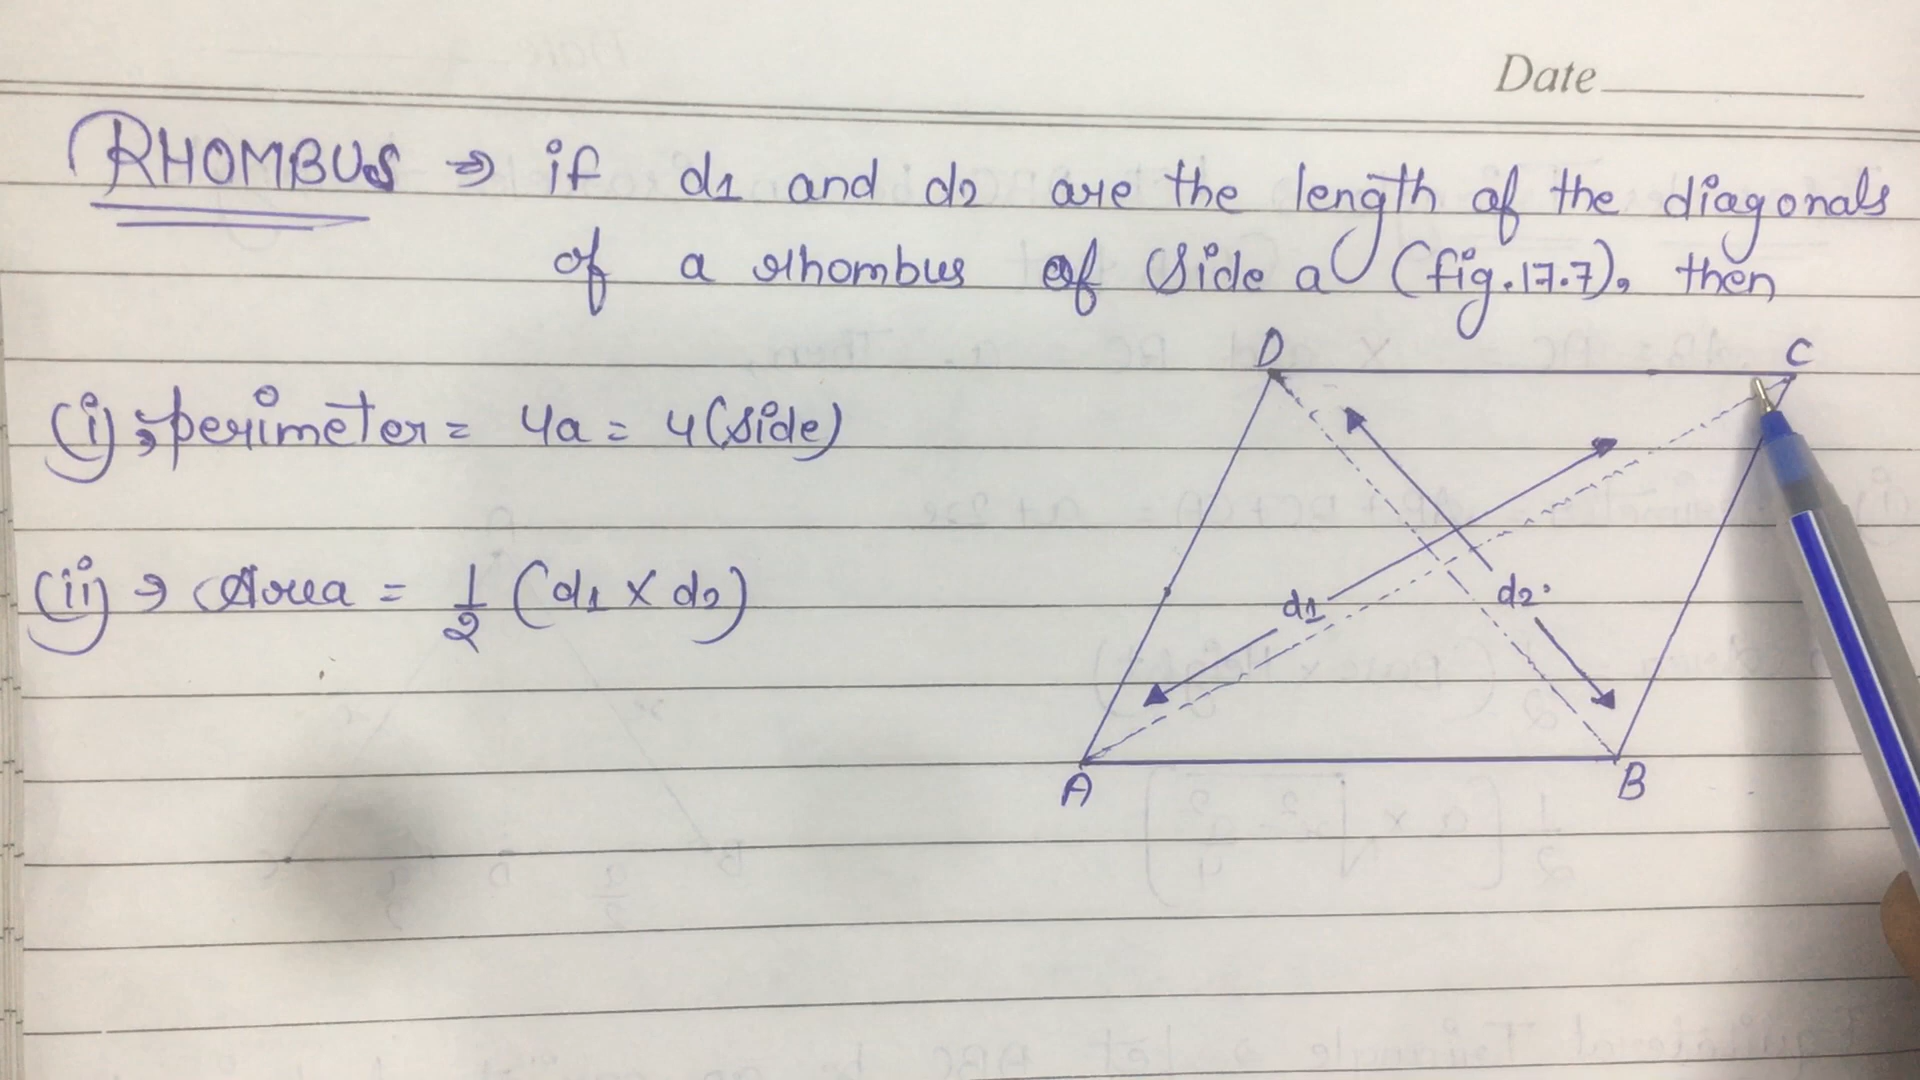 Date
RHOMBUS ⇒ if d1 and d2 are the length of the diagonals
of a rhombus of side a (fig.17.7), then
D C
(i) → perimeter = 4a = 4(side)
(ii) → Area = 1/2 (d1 × d2)
d1 d2
A B